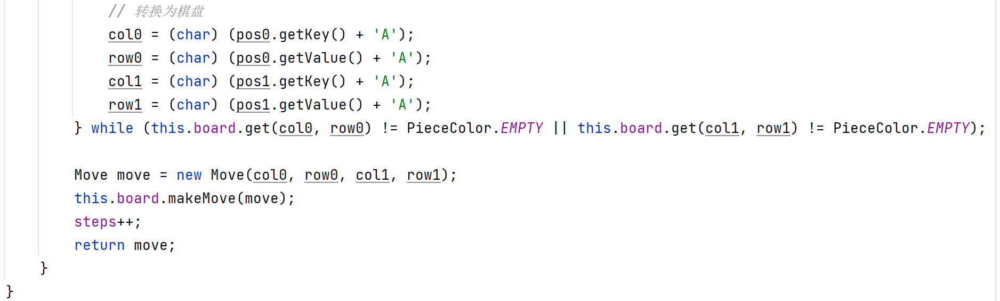 // 转换为棋盘
col0 = (char) (pos0.getKey() + 'A');
row0 = (char) (pos0.getValue() + 'A');
col1 = (char) (pos1.getKey() + 'A');
row1 = (char) (pos1.getValue() + 'A');
} while (this.board.get(col0, row0) != PieceColor.EMPTY || this.board.get(col1, row1) != PieceColor.EMPTY);
Move move = new Move(col0, row0, col1, row1);
this.board.makeMove(move);
steps++;
return move;
}
}